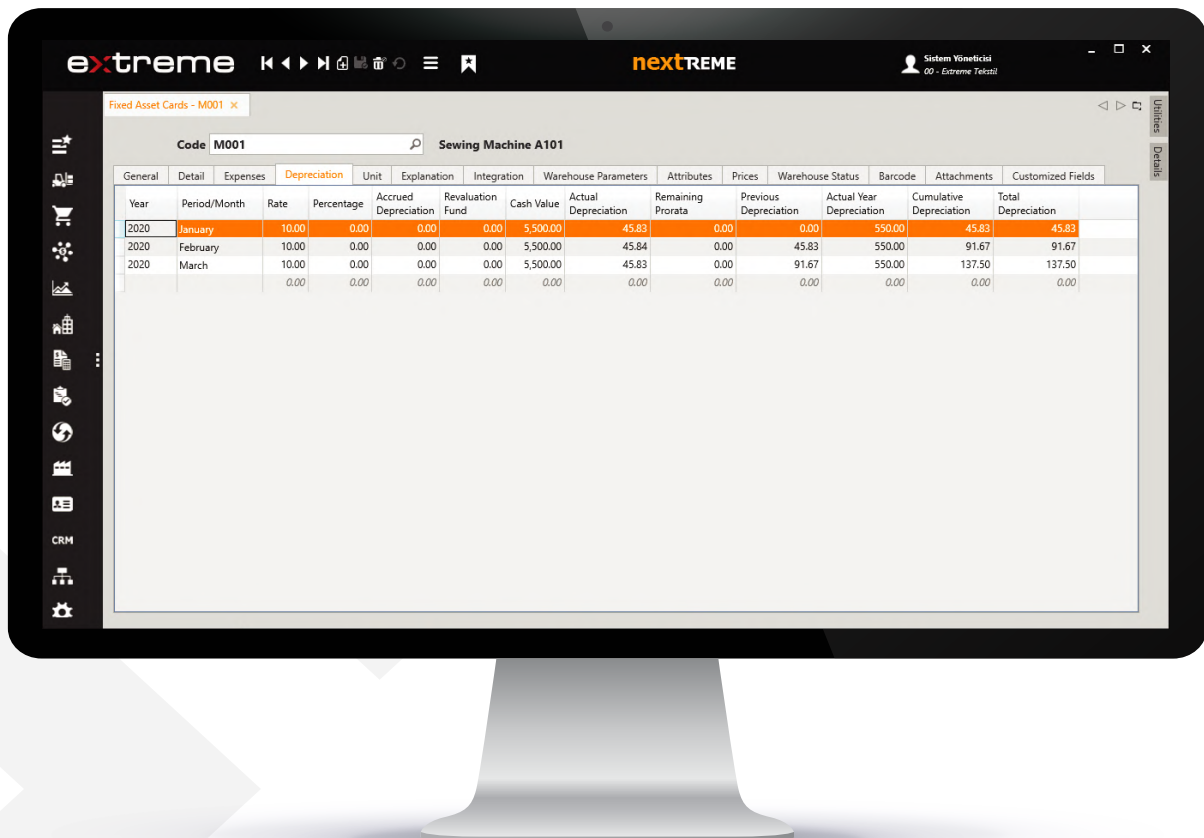 extreme
nextREME
Sistem Yöneticisi
00 - Extreme Tekstil
Fixed Asset Cards - M001 ×
Utilities
Details
Code M001 Sewing Machine A101
General Detail Expenses Depreciation Unit Explanation Integration Warehouse Parameters Attributes Prices Warehouse Status Barcode Attachments Customized Fields
Year Period/Month Rate Percentage Accrued Depreciation Revaluation Fund Cash Value Actual Depreciation Remaining Prorata Previous Depreciation Actual Year Depreciation Cumulative Depreciation Total Depreciation
2020 January 10.00 0.00 0.00 0.00 5,500.00 45.83 0.00 0.00 550.00 45.83 45.83
2020 February 10.00 0.00 0.00 0.00 5,500.00 45.84 0.00 45.83 550.00 91.67 91.67
2020 March 10.00 0.00 0.00 0.00 5,500.00 45.83 0.00 91.67 550.00 137.50 137.50
0.00 0.00 0.00 0.00 0.00 0.00 0.00 0.00 0.00 0.00 0.00
CRM